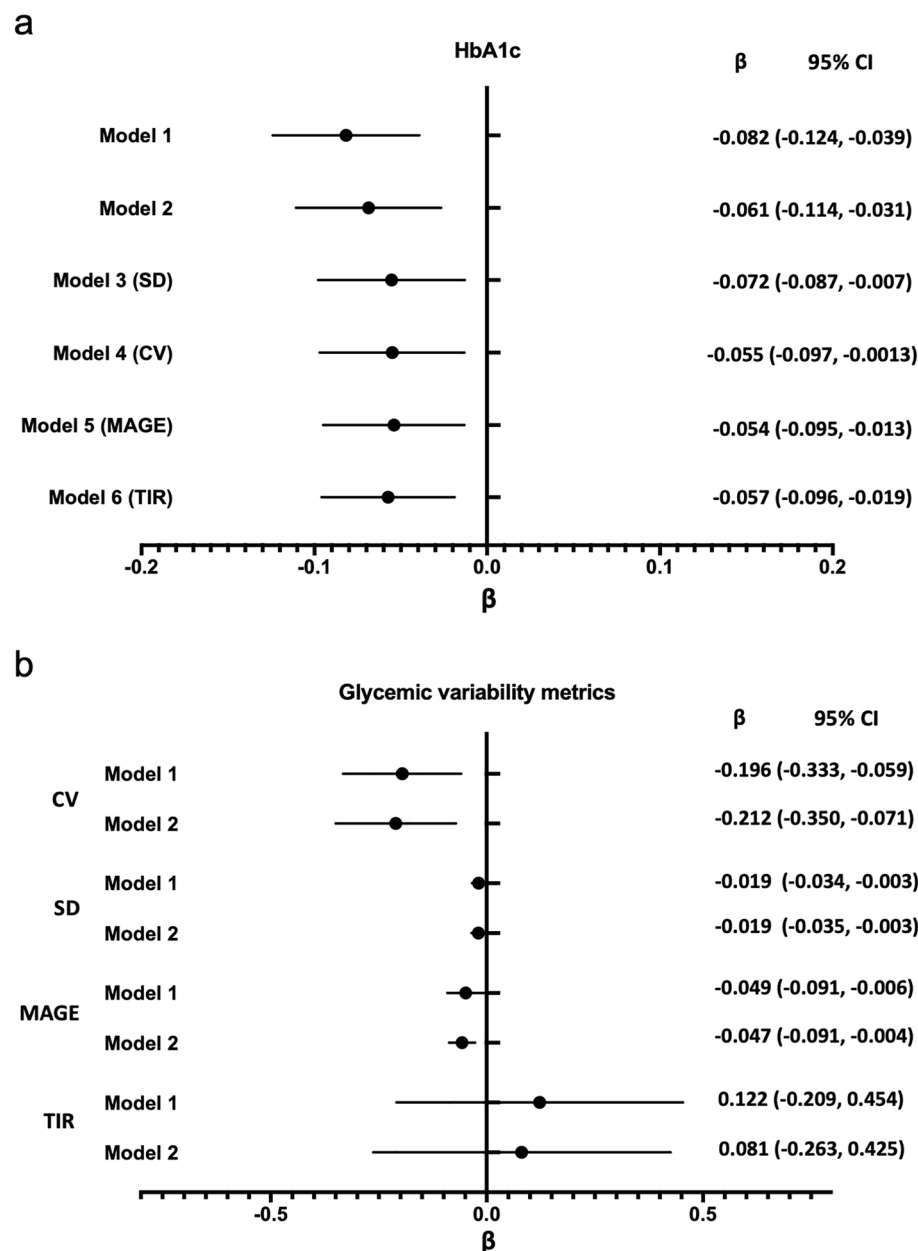 a
HbA1c
β 95% CI
Model 1 -0.082 (-0.124, -0.039)
Model 2 -0.061 (-0.114, -0.031)
Model 3 (SD) -0.072 (-0.087, -0.007)
Model 4 (CV) -0.055 (-0.097, -0.0013)
Model 5 (MAGE) -0.054 (-0.095, -0.013)
Model 6 (TIR) -0.057 (-0.096, -0.019)
-0.2 -0.1 0.0 0.1 0.2
β
b
Glycemic variability metrics
β 95% CI
CV
Model 1 -0.196 (-0.333, -0.059)
Model 2 -0.212 (-0.350, -0.071)
SD
Model 1 -0.019 (-0.034, -0.003)
Model 2 -0.019 (-0.035, -0.003)
MAGE
Model 1 -0.049 (-0.091, -0.006)
Model 2 -0.047 (-0.091, -0.004)
TIR
Model 1 0.122 (-0.209, 0.454)
Model 2 0.081 (-0.263, 0.425)
-0.5 0.0 0.5
β